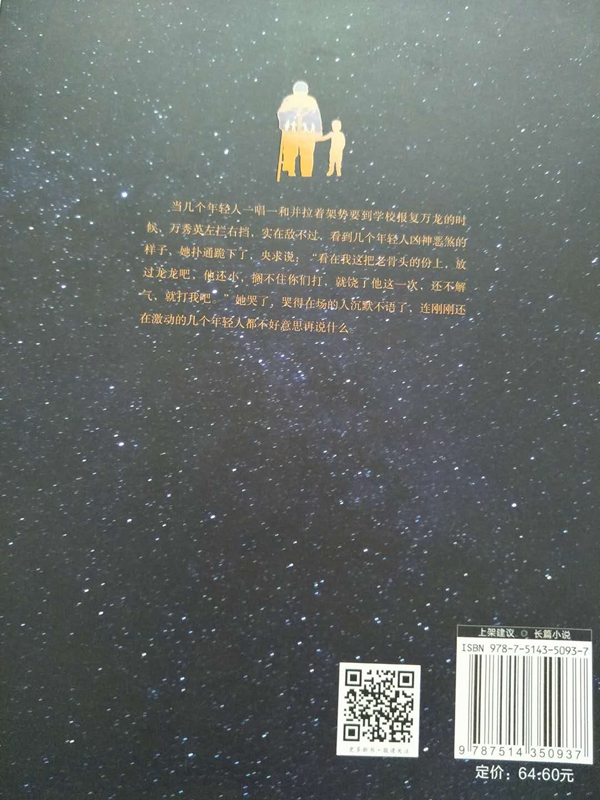 当几个年轻人一唱一和并拉着架势要到学校报复万龙的时
候，万秀英左拦右挡，实在敌不过，看到几个年轻人凶神恶煞的
样子，她扑通跪下了，央求说：“看在我这把老骨头的份上，放
过龙龙吧，他还小，搁不住你们打，就饶了他这一次，还不解
气，就打我吧。”她哭了，哭得在场的人沉默不语了，连刚刚还
在激动的几个年轻人都不好意思再说什么
上架建议 长篇小说
ISBN 978-7-5143-5093-7
9 787514 350937
定价：64.60元
更多新书·敬请关注